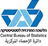 הלשכה המרכזית לסטטיסטיקה
Central Bureau of Statistics
دائرة الإحصاء المركزية